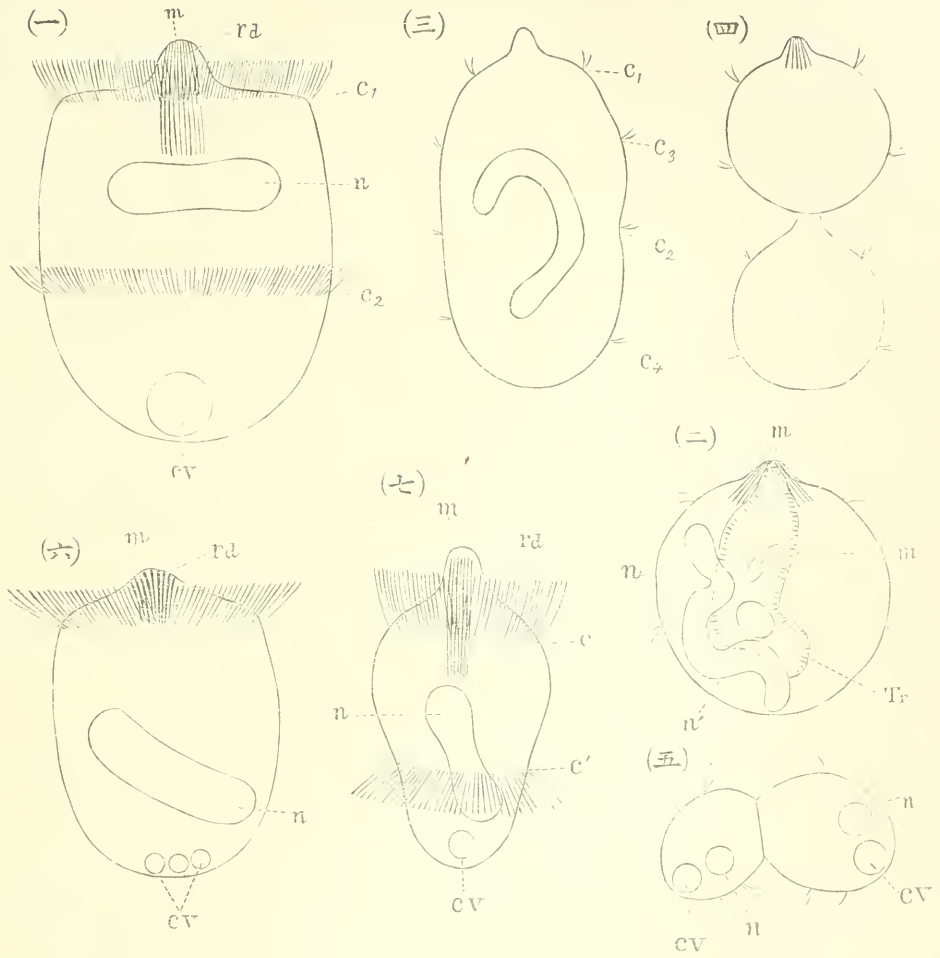 (一)
m
rd
c1
n
c2
cv
(三)
c1
c3
c2
c4
(四)
(二)
m
n
m
Tr
n'
(六)
m
rd
n
cv
(七)
m
rd
c
n
c'
cv
(五)
n
cv
n
cv